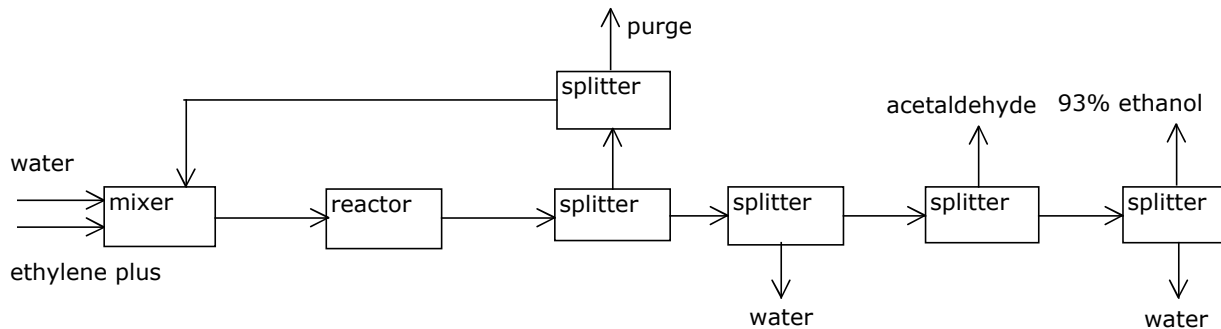 purge
splitter
acetaldehyde
93% ethanol
water
mixer
reactor
splitter
splitter
splitter
splitter
ethylene plus
water
water